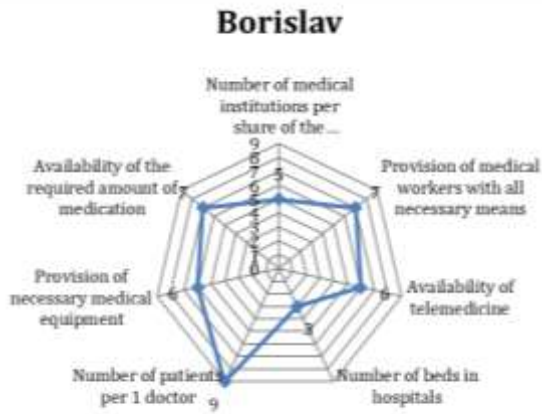 Borislav
Number of medical
institutions per
share of the ...
9
8
7
6
5
4
3
2
1
0
5
Provision of medical
workers with all
necessary means
7
Availability of
telemedicine
6
Number of beds in
hospitals
3
Number of patients
per 1 doctor
9
Provision of
necessary medical
equipment
6
Availability of the
required amount of
medication
7